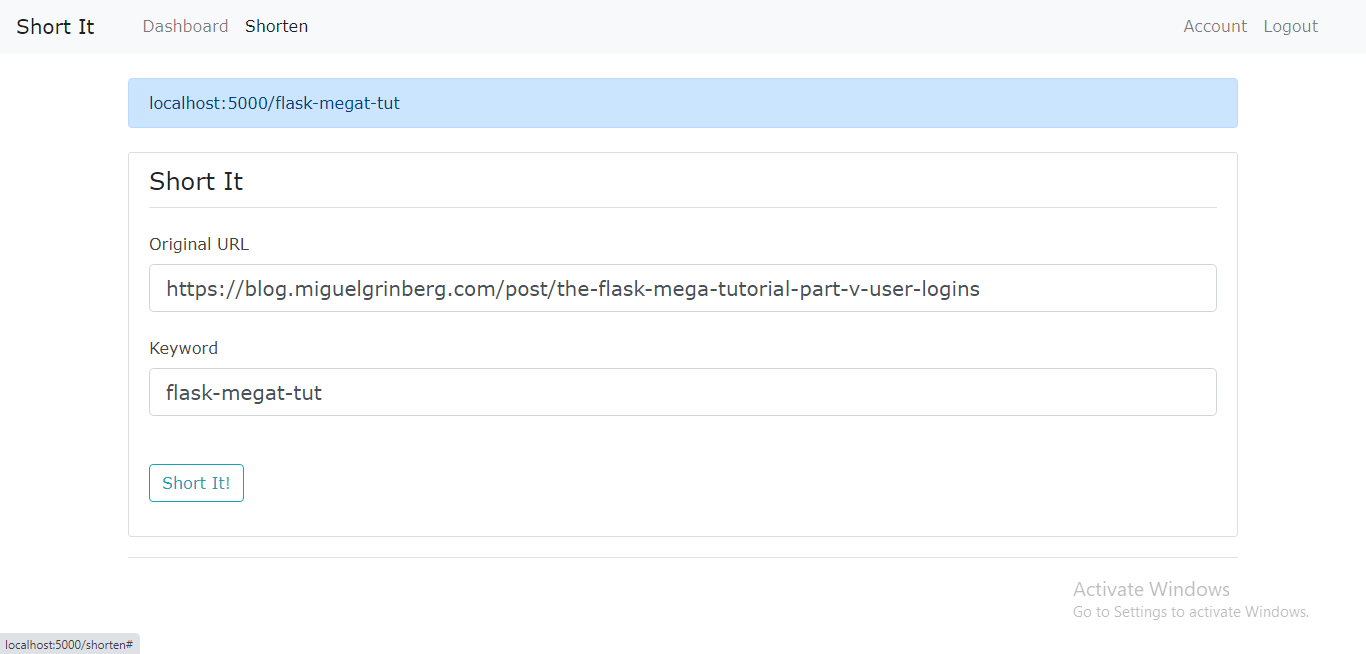 Short It Dashboard Shorten Account Logout
localhost:5000/flask-megat-tut
Short It
Original URL
https://blog.miguelgrinberg.com/post/the-flask-mega-tutorial-part-v-user-logins
Keyword
flask-megat-tut
Short It!
Activate Windows
Go to Settings to activate Windows.
localhost:5000/shorten#